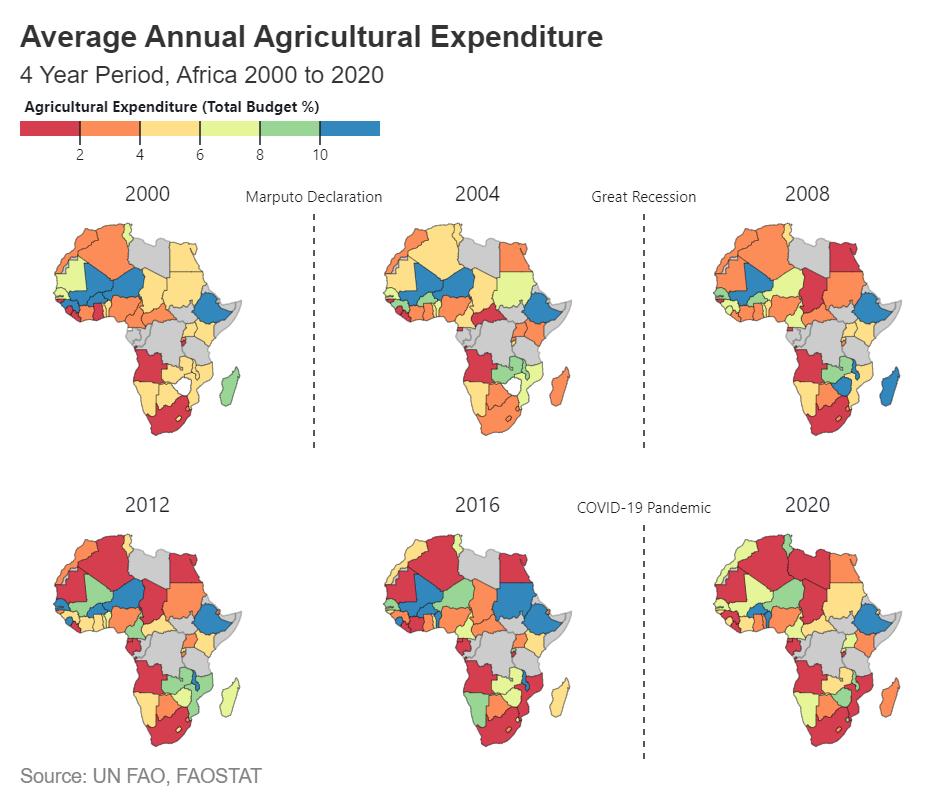 Average Annual Agricultural Expenditure
4 Year Period, Africa 2000 to 2020
Agricultural Expenditure (Total Budget %)
2 4 6 8 10
2000 Marputo Declaration 2004 Great Recession 2008
2012 2016 COVID-19 Pandemic 2020
Source: UN FAO, FAOSTAT